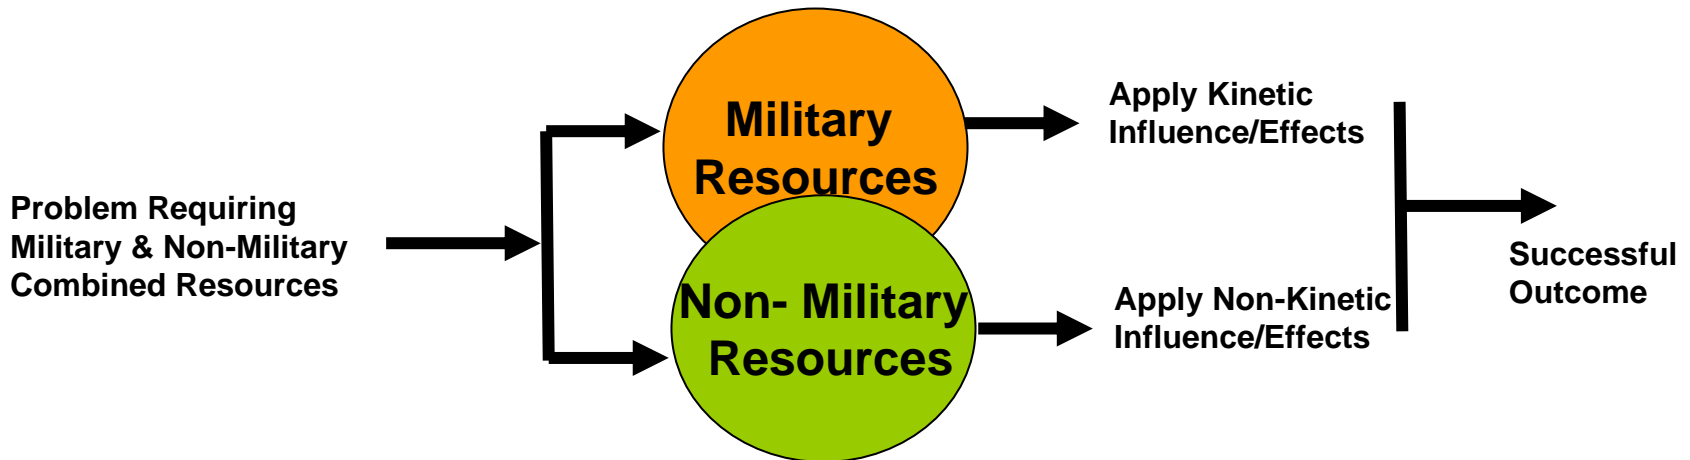 Problem Requiring
Military & Non-Military
Combined Resources
Military
Resources
Non- Military
Resources
Apply Kinetic
Influence/Effects
Apply Non-Kinetic
Influence/Effects
Successful
Outcome